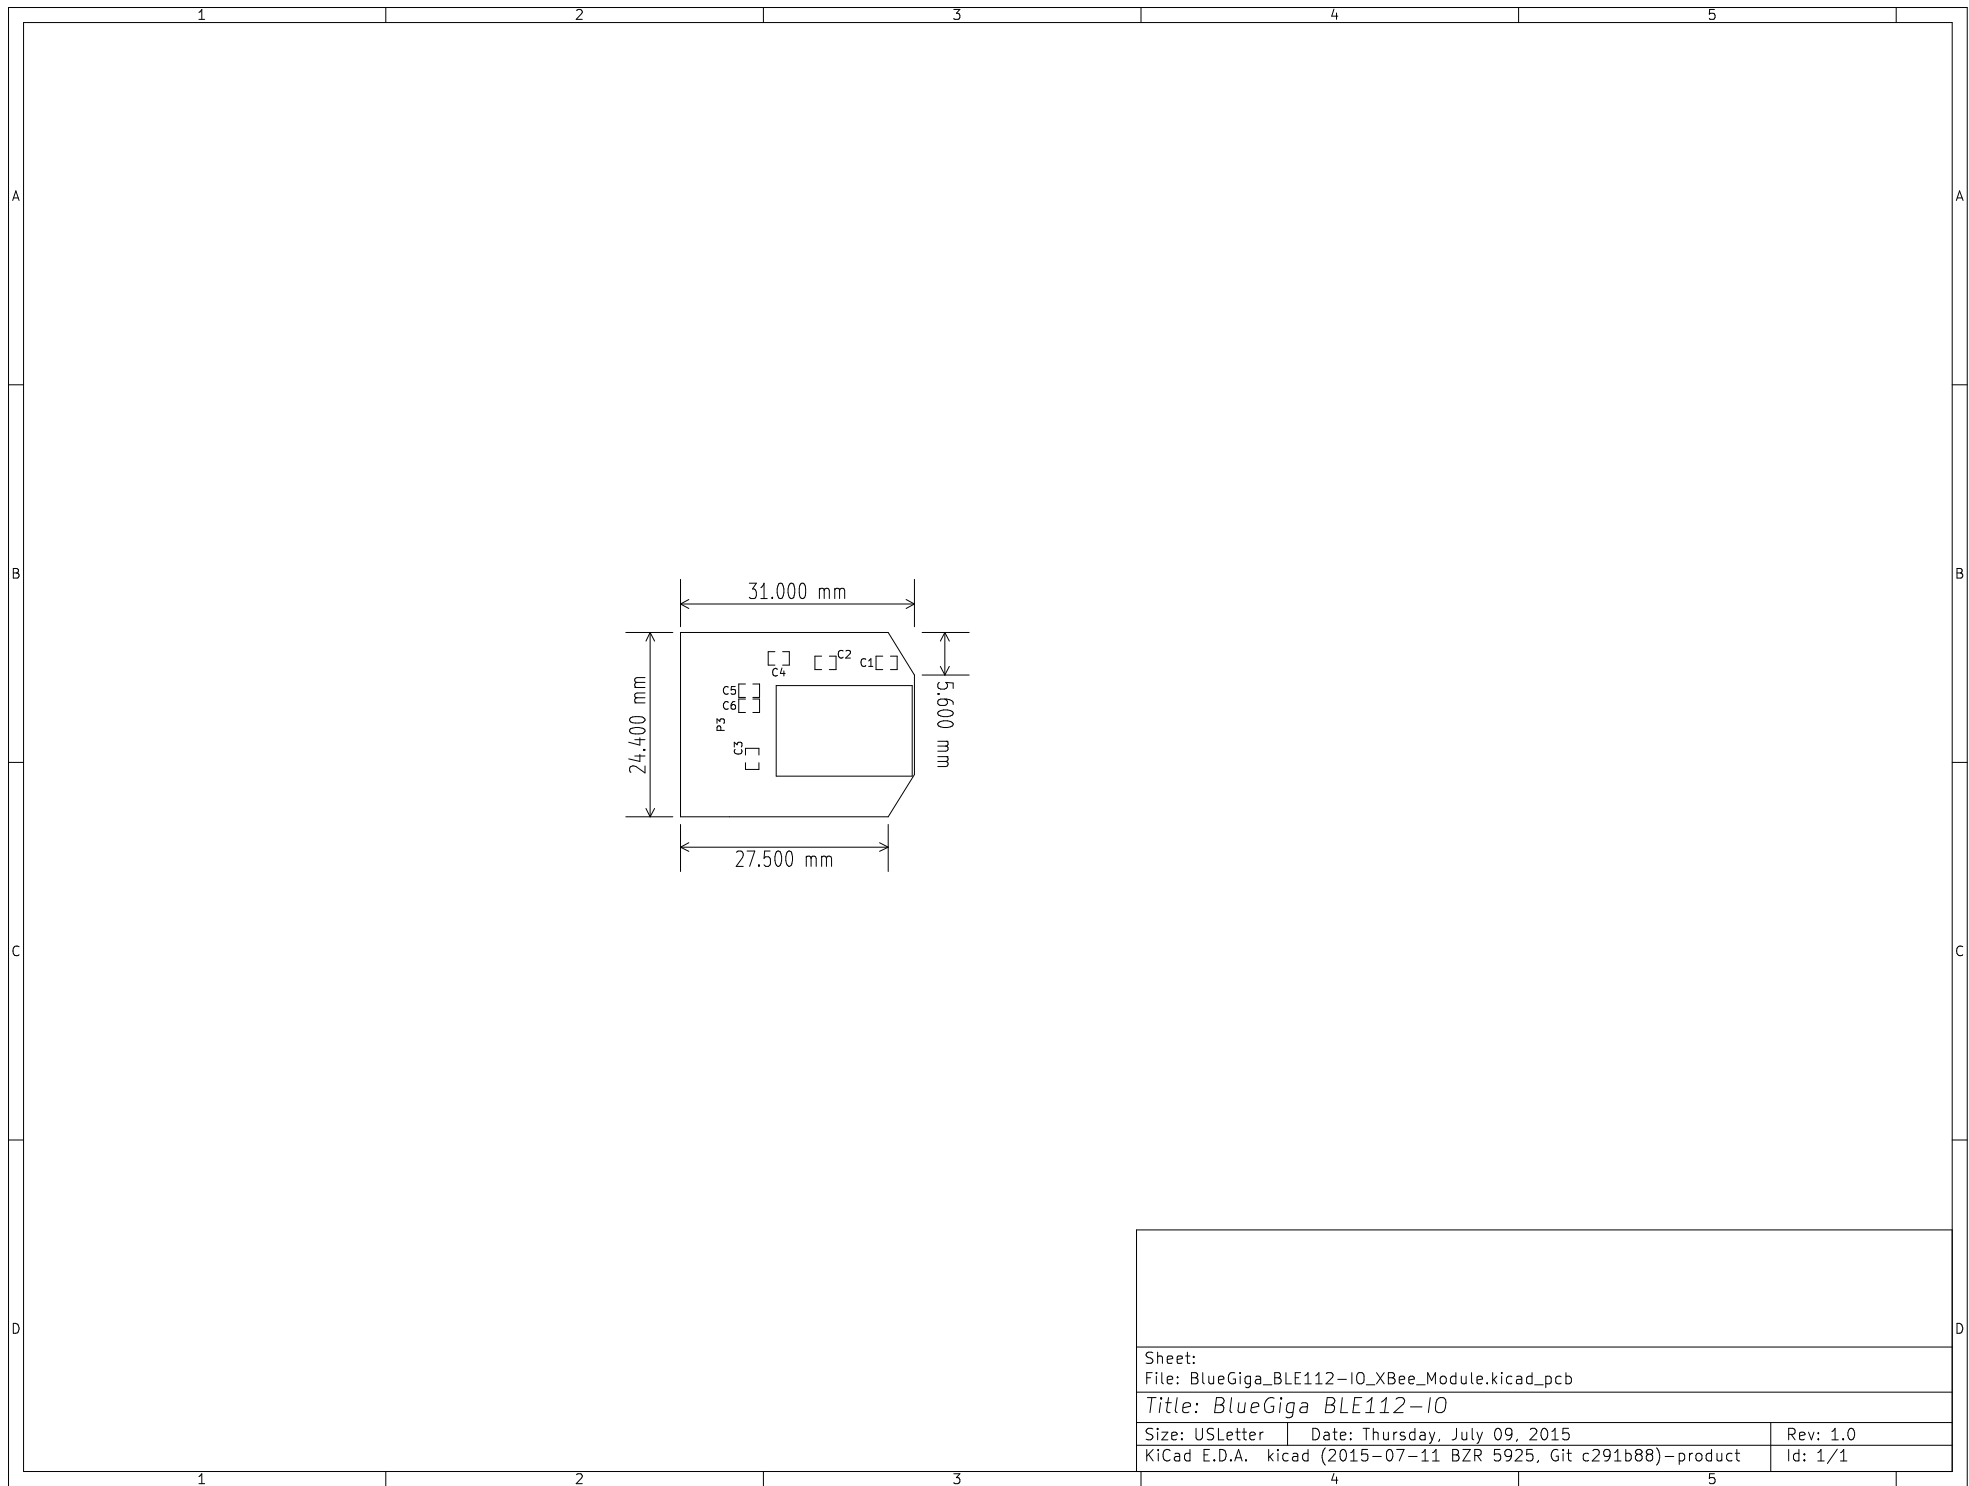 1 2 3 4 5
A A
B B
31.000 mm
C4
C2
C1
C5
C6
P3
C3
24.400 mm
5.600 mm
27.500 mm
C C
D D
Sheet:
File: BlueGiga_BLE112-IO_XBee_Module.kicad_pcb
Title: BlueGiga BLE112-IO
Size: USLetter Date: Thursday, July 09, 2015 Rev: 1.0
KiCad E.D.A. kicad (2015-07-11 BZR 5925, Git c291b88)-product Id: 1/1
1 2 3 4 5